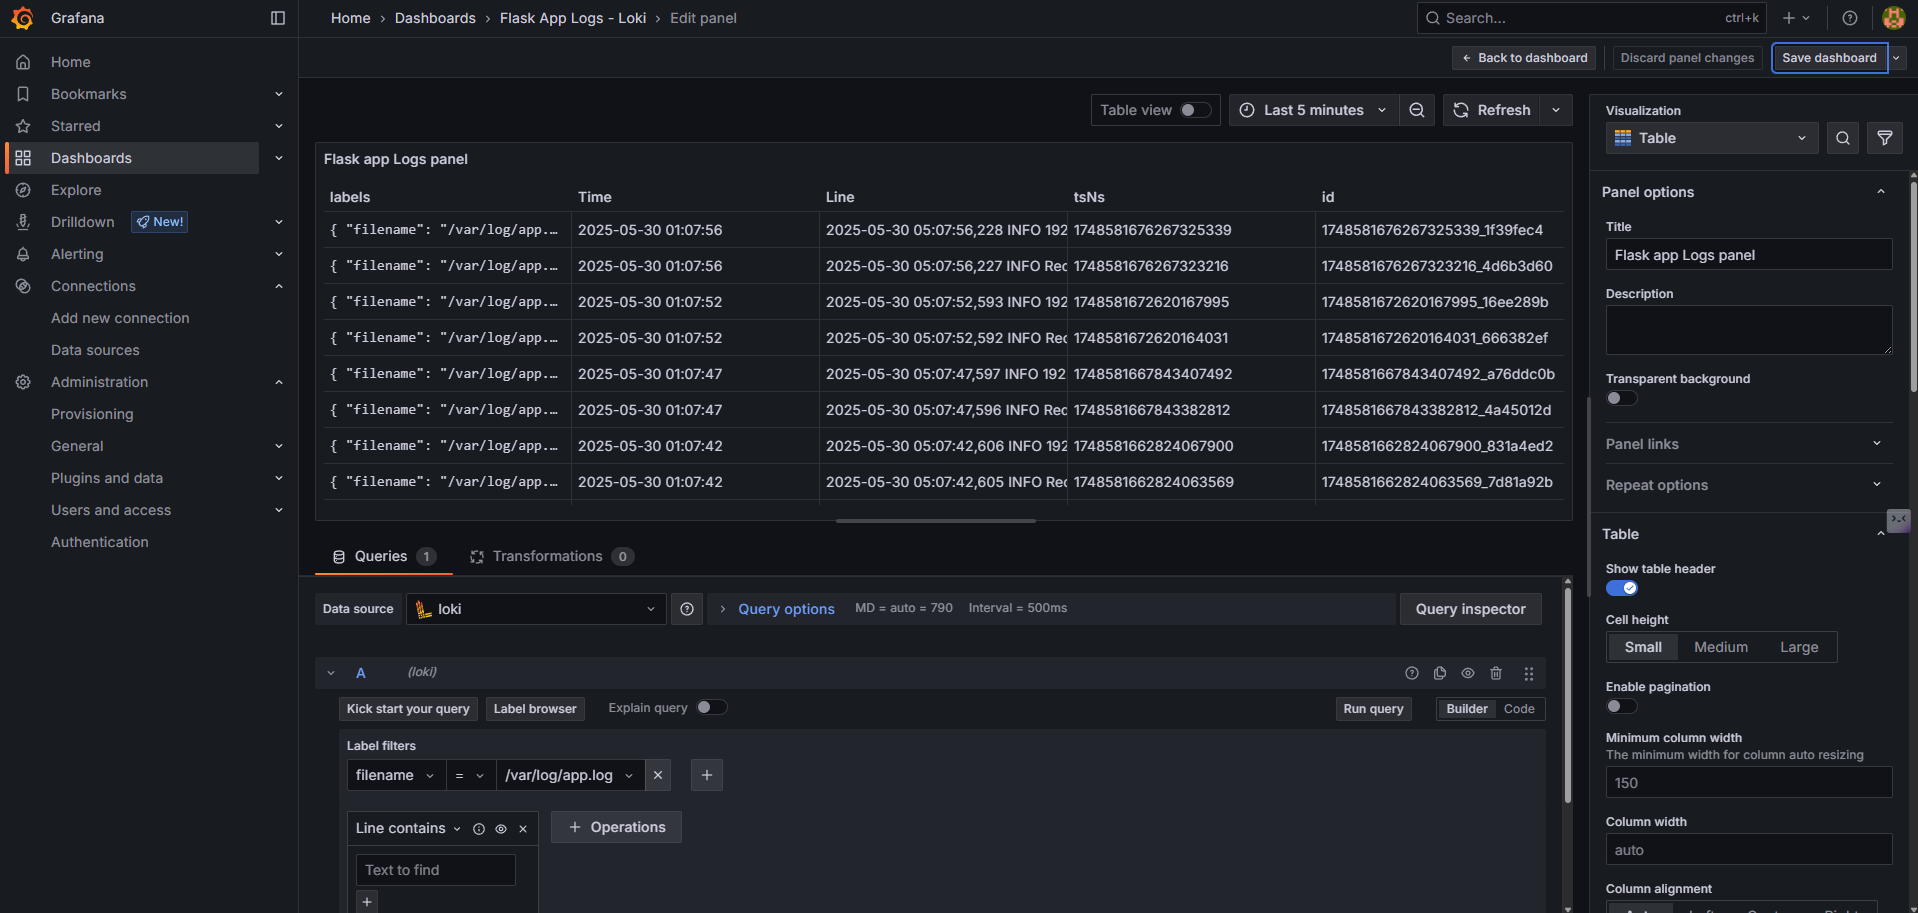 Grafana
Home › Dashboards › Flask App Logs - Loki › Edit panel
Search... ctrl+k
Back to dashboard Discard panel changes Save dashboard
Home
Bookmarks
Starred
Dashboards
Explore
Drilldown New!
Alerting
Connections
Add new connection
Data sources
Administration
Provisioning
General
Plugins and data
Users and access
Authentication
Table view Last 5 minutes Refresh
Flask app Logs panel
labels Time Line tsNs id
{ "filename": "/var/log/app.... 2025-05-30 01:07:56 2025-05-30 05:07:56,228 INFO 192 1748581676267325339 1748581676267325339_1f39fec4
{ "filename": "/var/log/app.... 2025-05-30 01:07:56 2025-05-30 05:07:56,227 INFO Rec 1748581676267323216 1748581676267323216_4d6b3d60
{ "filename": "/var/log/app.... 2025-05-30 01:07:52 2025-05-30 05:07:52,593 INFO 192 1748581672620167995 1748581672620167995_16ee289b
{ "filename": "/var/log/app.... 2025-05-30 01:07:52 2025-05-30 05:07:52,592 INFO Rec 1748581672620164031 1748581672620164031_666382ef
{ "filename": "/var/log/app.... 2025-05-30 01:07:47 2025-05-30 05:07:47,597 INFO 192 1748581667843407492 1748581667843407492_a76ddc0b
{ "filename": "/var/log/app.... 2025-05-30 01:07:47 2025-05-30 05:07:47,596 INFO Rec 1748581667843382812 1748581667843382812_4a45012d
{ "filename": "/var/log/app.... 2025-05-30 01:07:42 2025-05-30 05:07:42,606 INFO 192 1748581662824067900 1748581662824067900_831a4ed2
{ "filename": "/var/log/app.... 2025-05-30 01:07:42 2025-05-30 05:07:42,605 INFO Rec 1748581662824063569 1748581662824063569_7d81a92b
Queries 1 Transformations 0
Data source loki Query options MD = auto = 790 Interval = 500ms Query inspector
A (loki)
Kick start your query Label browser Explain query Run query Builder Code
Label filters
filename = /var/log/app.log
Line contains Operations
Text to find
Visualization
Table
Panel options
Title
Flask app Logs panel
Description
Transparent background
Panel links
Repeat options
Table
Show table header
Cell height
Small Medium Large
Enable pagination
Minimum column width
The minimum width for column auto resizing
150
Column width
auto
Column alignment